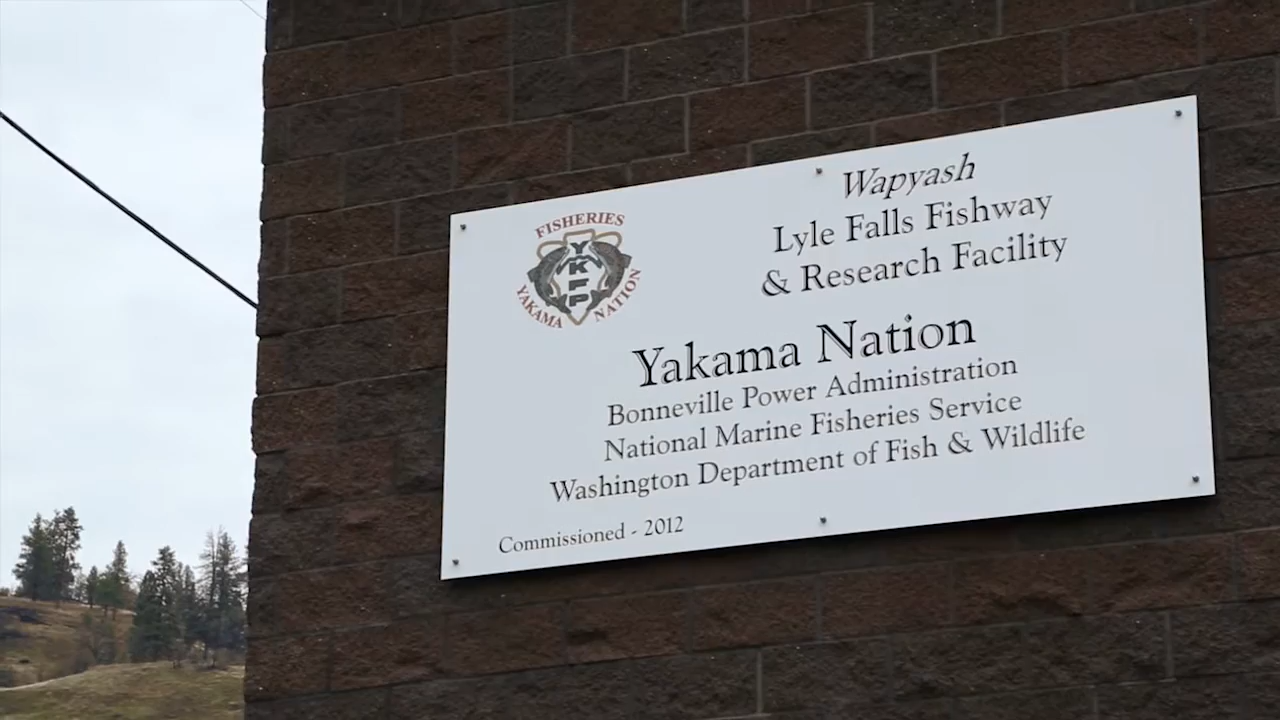 FISHERIES
YKFP
YAKAMA NATION
Wapyash
Lyle Falls Fishway
& Research Facility
Yakama Nation
Bonneville Power Administration
National Marine Fisheries Service
Washington Department of Fish & Wildlife
Commissioned - 2012